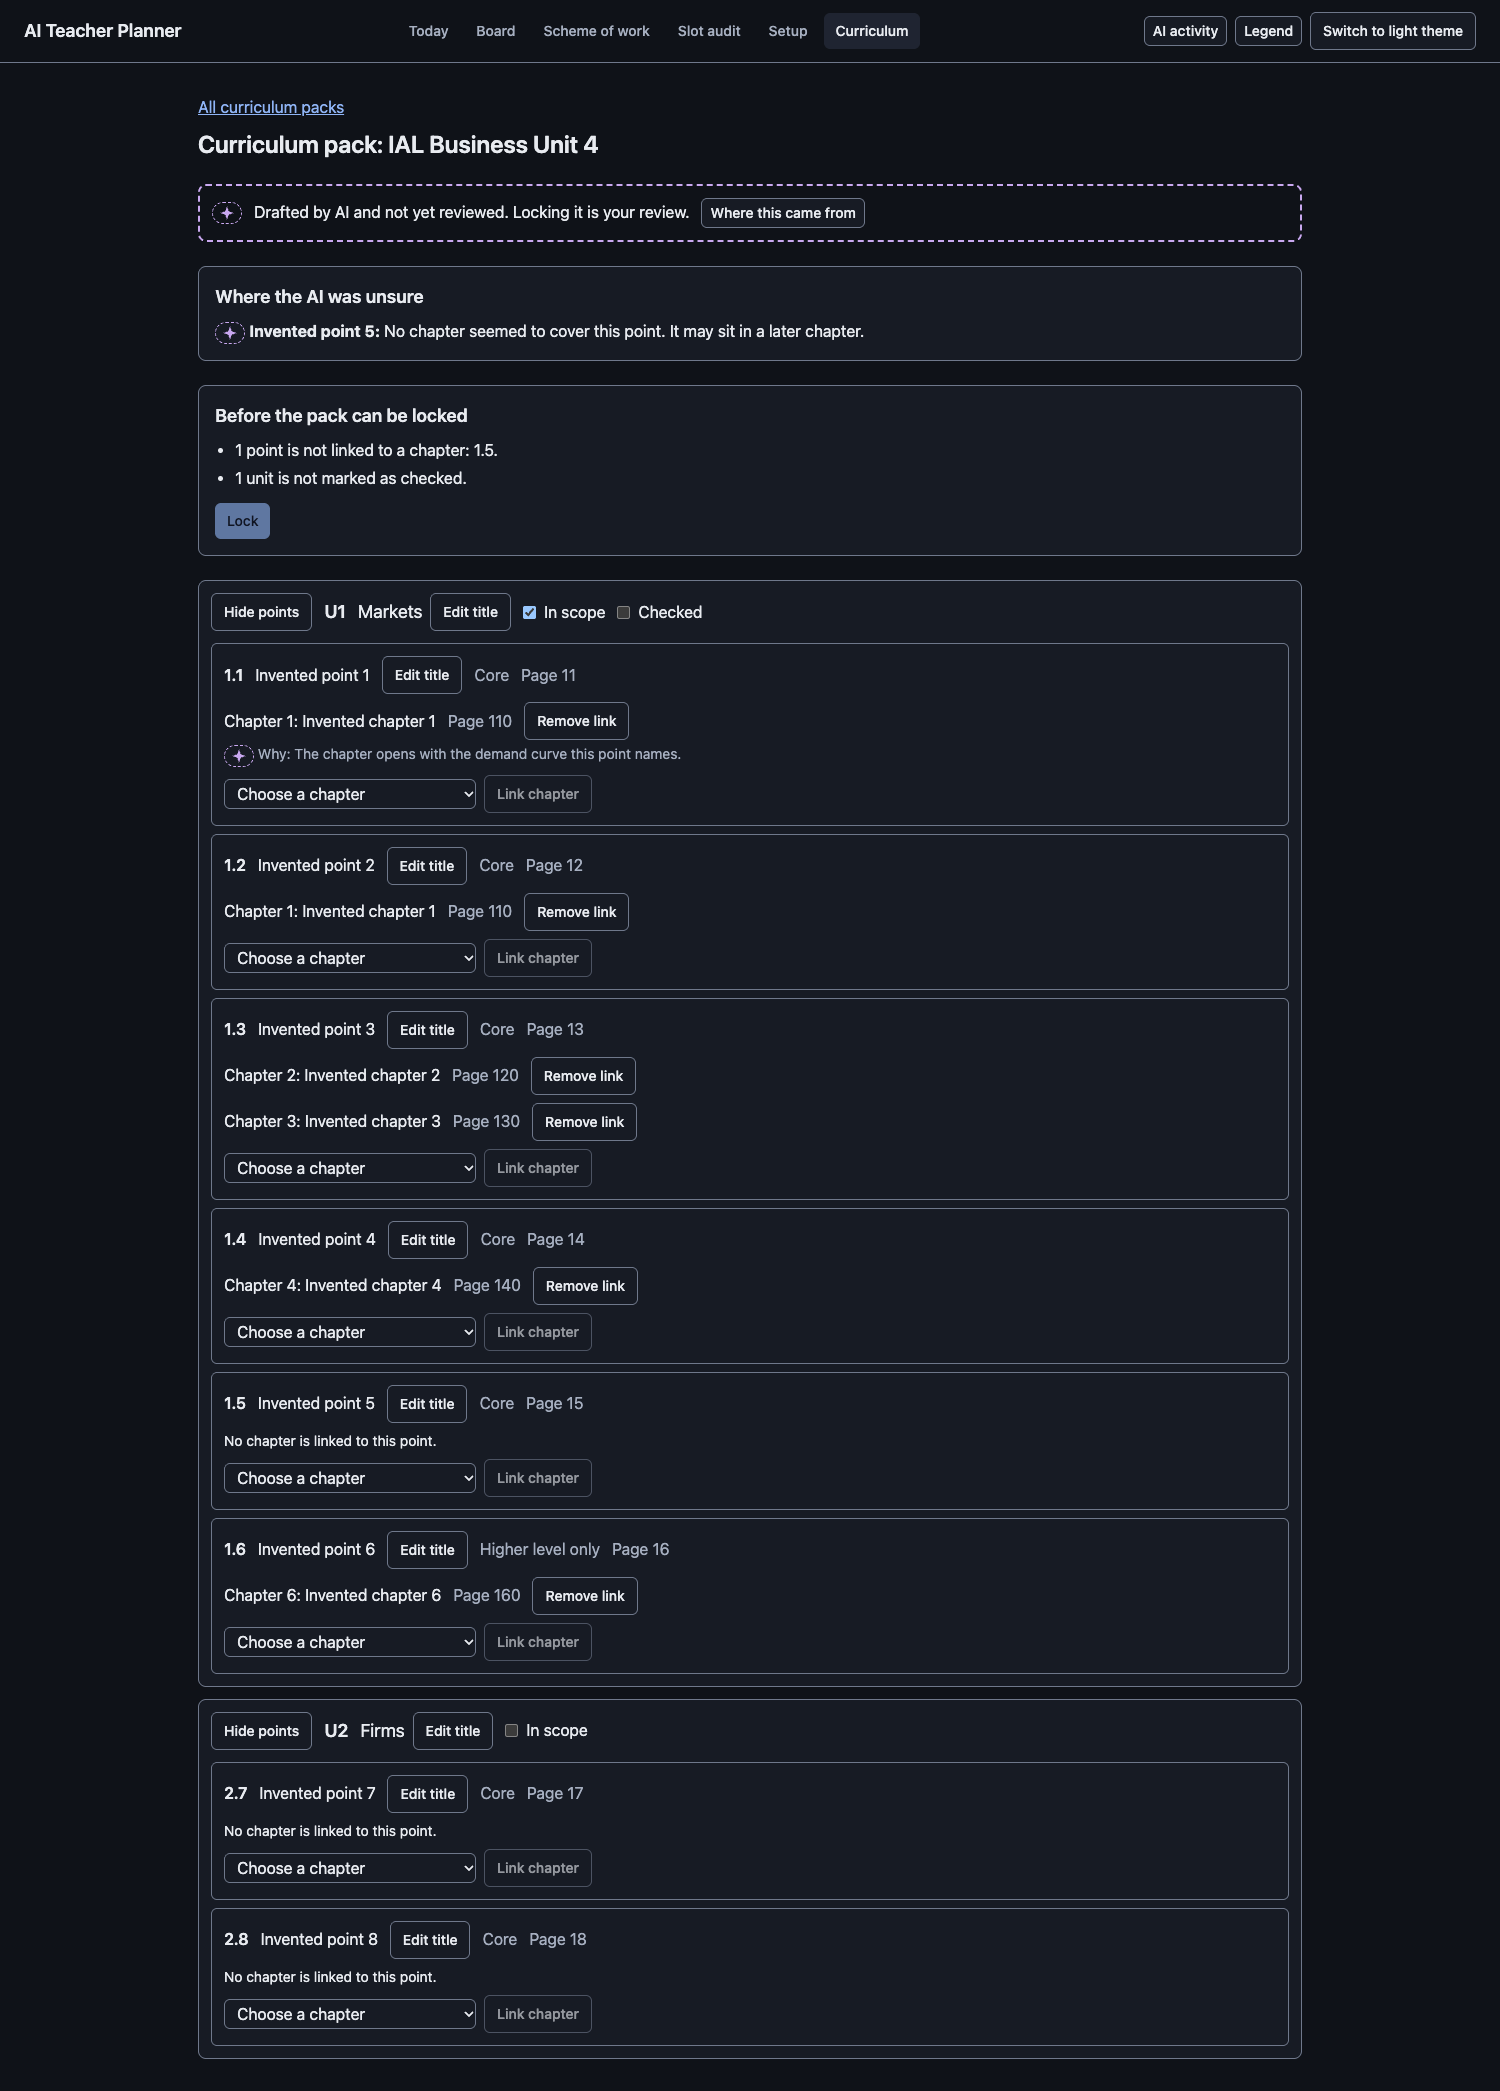 AI Teacher Planner Today Board Scheme of work Slot audit Setup Curriculum AI activity Legend Switch to light theme
All curriculum packs
Curriculum pack: IAL Business Unit 4
Drafted by AI and not yet reviewed. Locking it is your review. Where this came from
Where the AI was unsure
Invented point 5: No chapter seemed to cover this point. It may sit in a later chapter.
Before the pack can be locked
• 1 point is not linked to a chapter: 1.5.
• 1 unit is not marked as checked.
Lock
Hide points U1 Markets Edit title In scope Checked
1.1 Invented point 1 Edit title Core Page 11
Chapter 1: Invented chapter 1 Page 110 Remove link
Why: The chapter opens with the demand curve this point names.
Choose a chapter Link chapter
1.2 Invented point 2 Edit title Core Page 12
Chapter 1: Invented chapter 1 Page 110 Remove link
Choose a chapter Link chapter
1.3 Invented point 3 Edit title Core Page 13
Chapter 2: Invented chapter 2 Page 120 Remove link
Chapter 3: Invented chapter 3 Page 130 Remove link
Choose a chapter Link chapter
1.4 Invented point 4 Edit title Core Page 14
Chapter 4: Invented chapter 4 Page 140 Remove link
Choose a chapter Link chapter
1.5 Invented point 5 Edit title Core Page 15
No chapter is linked to this point.
Choose a chapter Link chapter
1.6 Invented point 6 Edit title Higher level only Page 16
Chapter 6: Invented chapter 6 Page 160 Remove link
Choose a chapter Link chapter
Hide points U2 Firms Edit title In scope
2.7 Invented point 7 Edit title Core Page 17
No chapter is linked to this point.
Choose a chapter Link chapter
2.8 Invented point 8 Edit title Core Page 18
No chapter is linked to this point.
Choose a chapter Link chapter